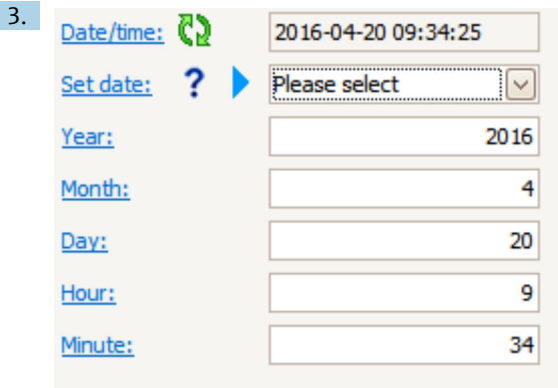 3.
Date/time: 2016-04-20 09:34:25
Set date: ? Please select
Year: 2016
Month: 4
Day: 20
Hour: 9
Minute: 34